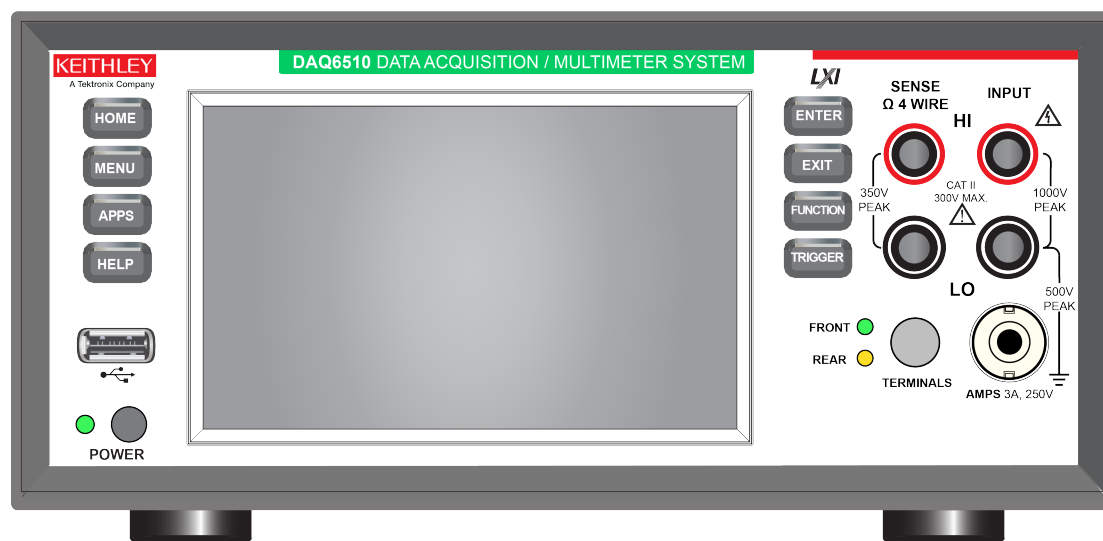 KEITHLEY
A Tektronix Company
DAQ6510 DATA ACQUISITION / MULTIMETER SYSTEM
LXI
HOME
MENU
APPS
HELP
POWER
ENTER
EXIT
FUNCTION
TRIGGER
SENSE
Ω 4 WIRE
INPUT
HI
350V
PEAK
CAT II
300V MAX.
1000V
PEAK
LO
500V
PEAK
FRONT
REAR
TERMINALS
AMPS 3A, 250V